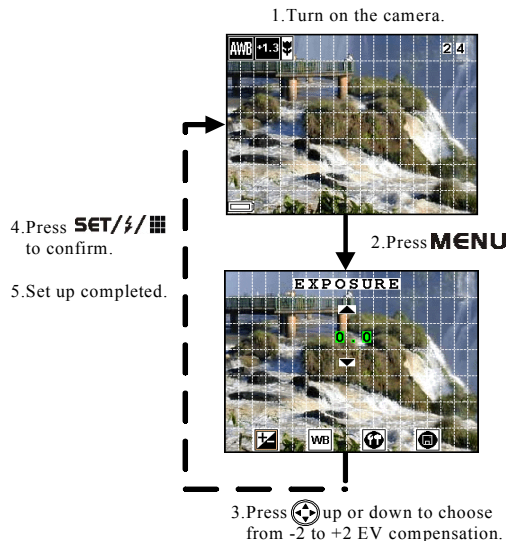 1.Turn on the camera.
AWB +1.3 24
2.Press MENU
EXPOSURE
0.0
WB
3.Press up or down to choose
from -2 to +2 EV compensation.
4.Press SET/ /
to confirm.
5.Set up completed.